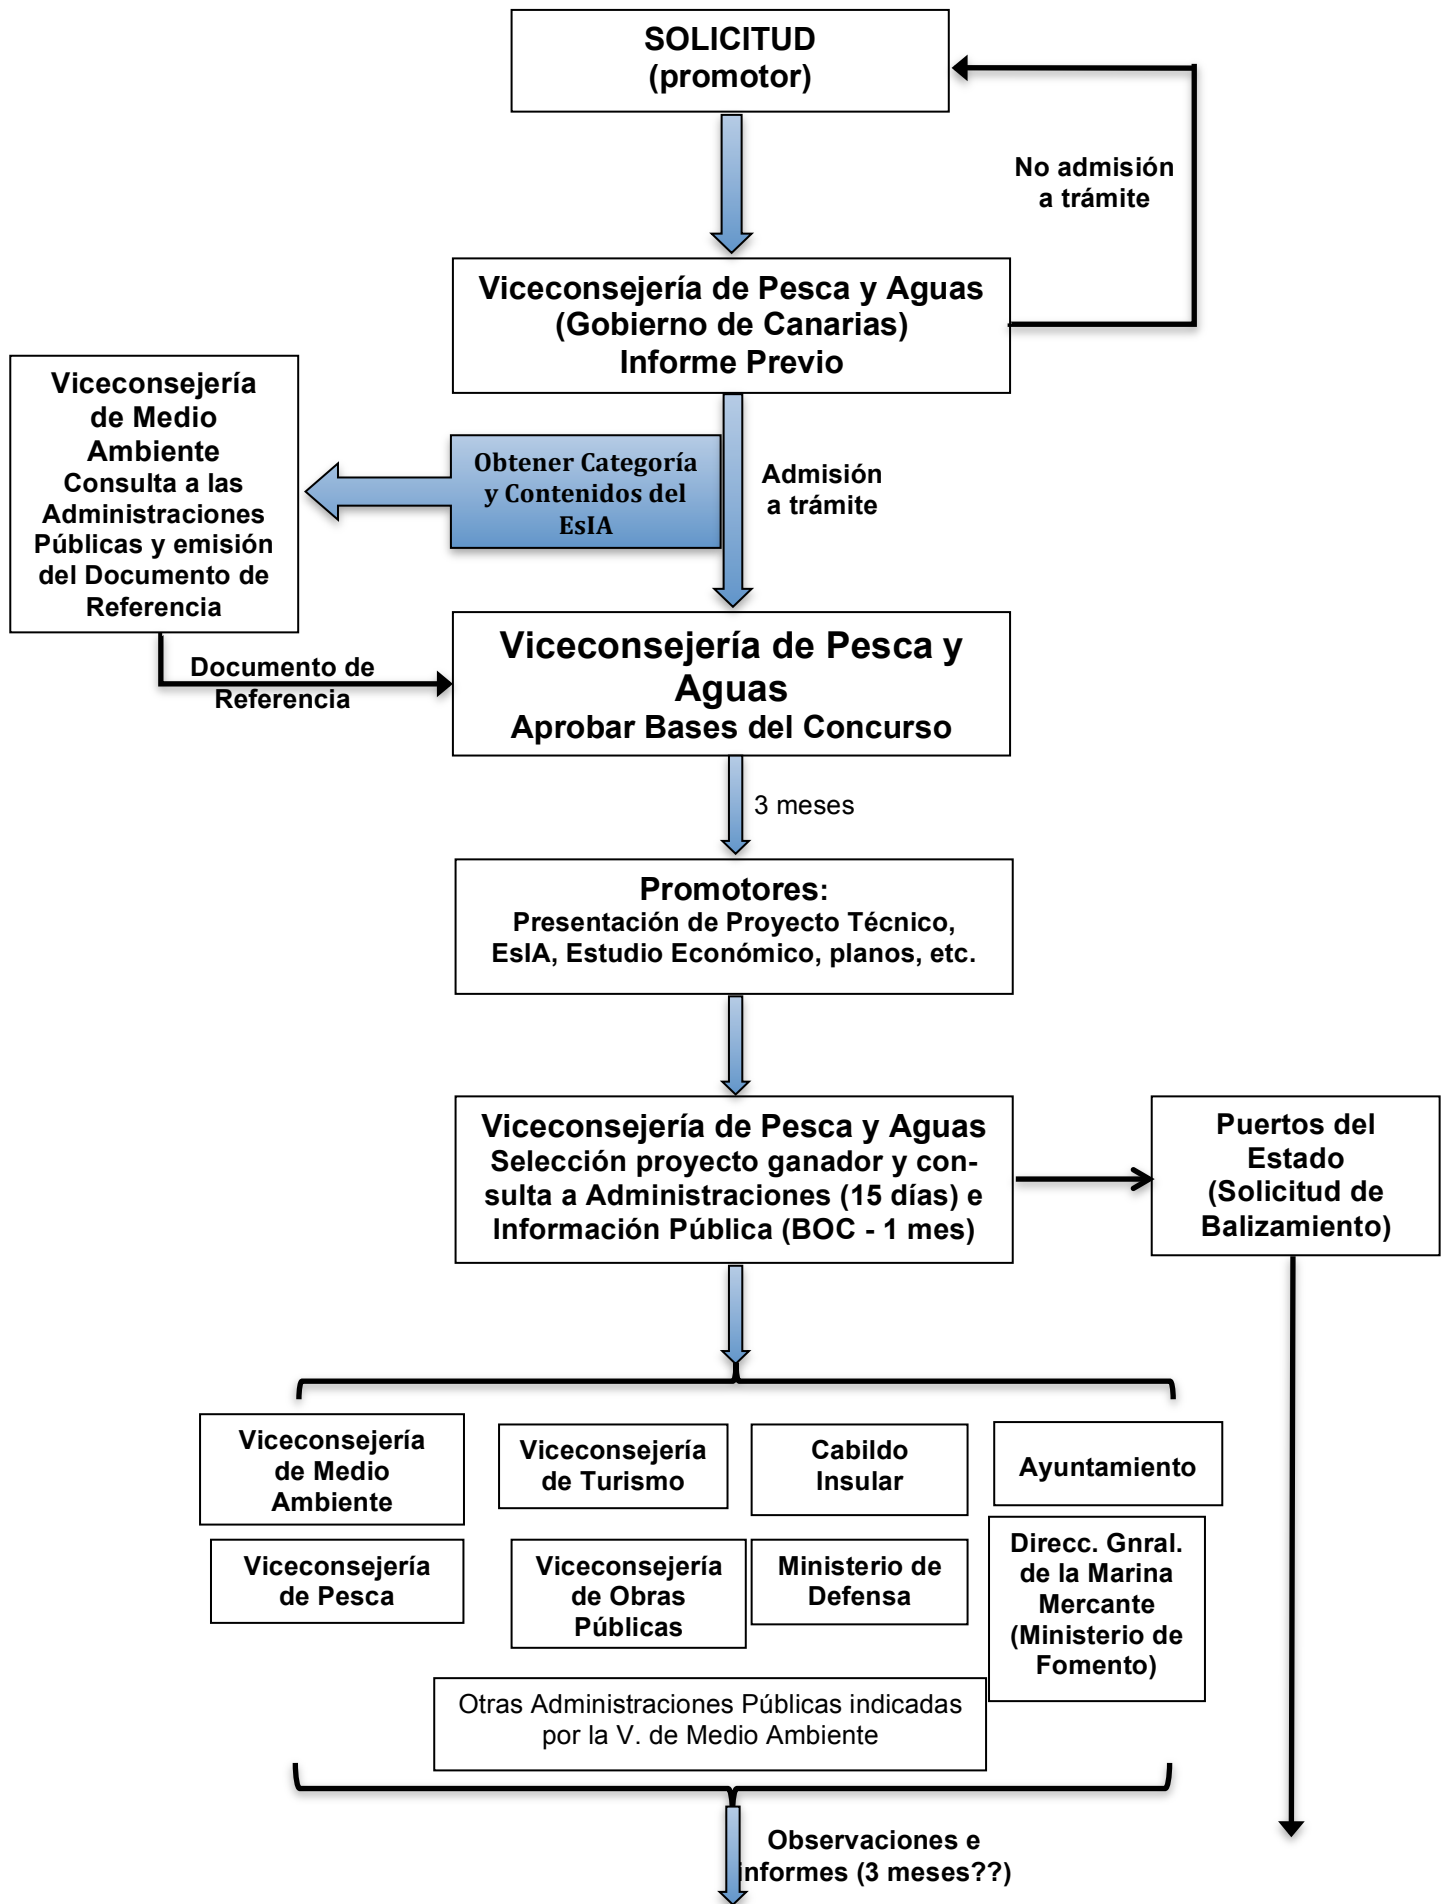 SOLICITUD
(promotor)
No admisión
a trámite
Viceconsejería de Pesca y Aguas
(Gobierno de Canarias)
Informe Previo
Viceconsejería
de Medio
Ambiente
Consulta a las
Administraciones
Públicas y emisión
del Documento de
Referencia
Obtener Categoría
y Contenidos del
EsIA
Admisión
a trámite
Documento de
Referencia
Viceconsejería de Pesca y
Aguas
Aprobar Bases del Concurso
3 meses
Promotores:
Presentación de Proyecto Técnico,
EsIA, Estudio Económico, planos, etc.
Viceconsejería de Pesca y Aguas
Selección proyecto ganador y con-
sulta a Administraciones (15 días) e
Información Pública (BOC - 1 mes)
Puertos del
Estado
(Solicitud de
Balizamiento)
Viceconsejería
de Medio
Ambiente
Viceconsejería
de Turismo
Cabildo
Insular
Ayuntamiento
Viceconsejería
de Pesca
Viceconsejería
de Obras
Públicas
Ministerio de
Defensa
Direcc. Gnral.
de la Marina
Mercante
(Ministerio de
Fomento)
Otras Administraciones Públicas indicadas
por la V. de Medio Ambiente
Observaciones e
informes (3 meses??)